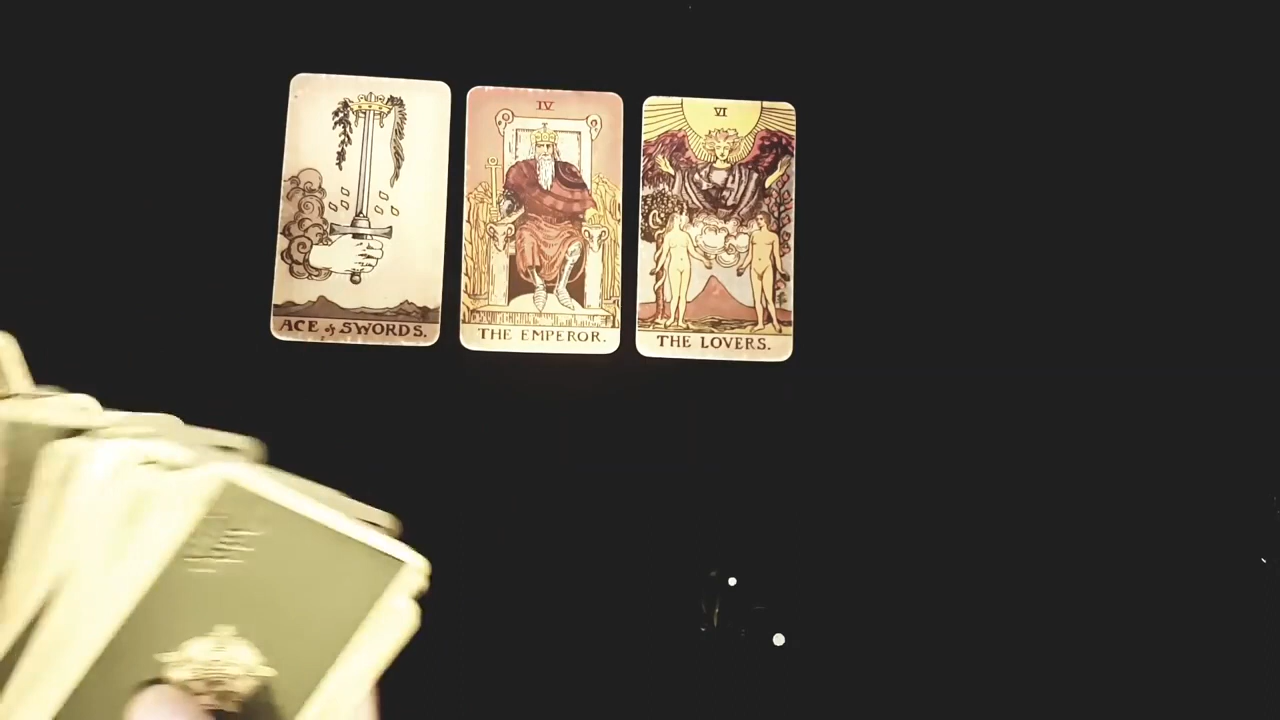 ACE of SWORDS.
IV
THE EMPEROR.
VI
THE LOVERS.